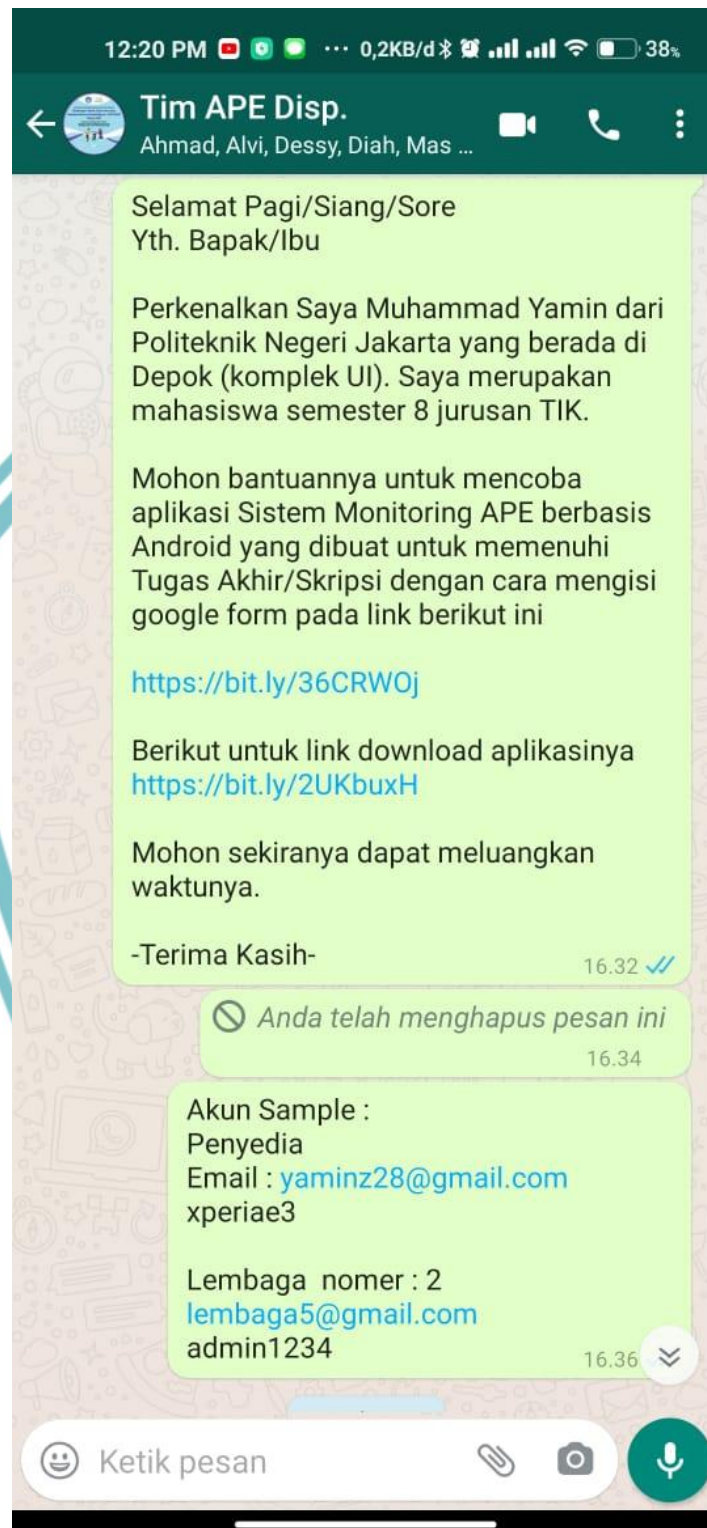 12:20 PM ··· 0,2KB/d 38%
Tim APE Disp.
Ahmad, Alvi, Dessy, Diah, Mas ...
Selamat Pagi/Siang/Sore
Yth. Bapak/Ibu
Perkenalkan Saya Muhammad Yamin dari
Politeknik Negeri Jakarta yang berada di
Depok (komplek UI). Saya merupakan
mahasiswa semester 8 jurusan TIK.
Mohon bantuannya untuk mencoba
aplikasi Sistem Monitoring APE berbasis
Android yang dibuat untuk memenuhi
Tugas Akhir/Skripsi dengan cara mengisi
google form pada link berikut ini
https://bit.ly/36CRWOj
Berikut untuk link download aplikasinya
https://bit.ly/2UKbuxH
Mohon sekiranya dapat meluangkan
waktunya.
-Terima Kasih-
16.32
Anda telah menghapus pesan ini
16.34
Akun Sample :
Penyedia
Email : yaminz28@gmail.com
xperiae3
Lembaga nomer : 2
lembaga5@gmail.com
admin1234
16.36
Ketik pesan